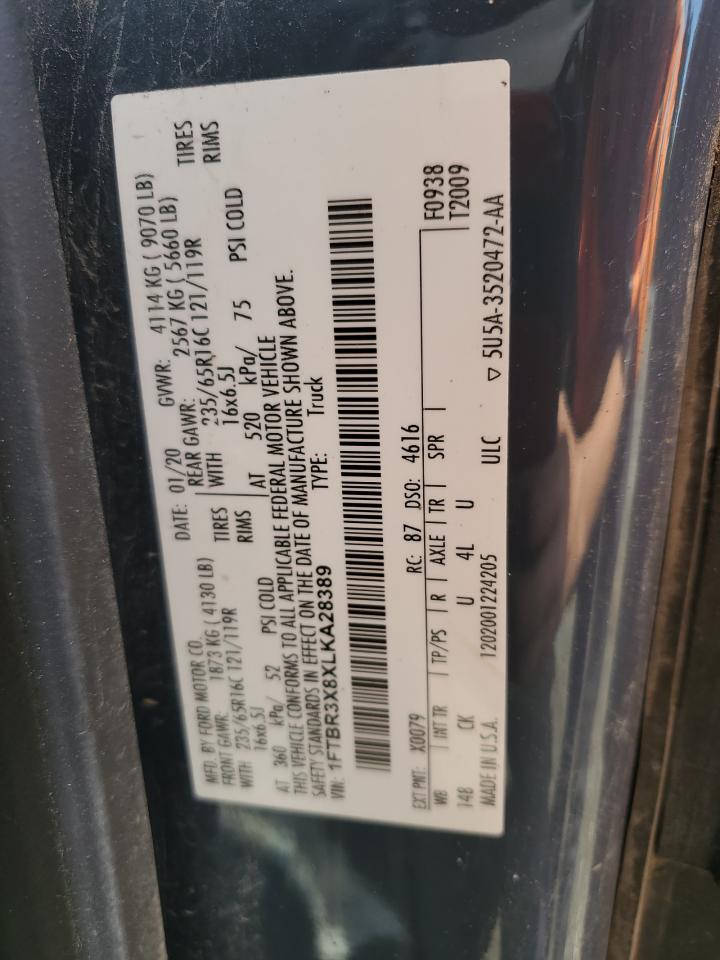 MFD. BY FORD MOTOR CO. DATE: 01/20 GVWR: 4114 KG ( 9070 LB)
FRONT GAWR: 1873 KG ( 4130 LB) REAR GAWR: 2567 KG ( 5660 LB)
WITH 235/65R16C 121/119R TIRES WITH 235/65R16C 121/119R TIRES
16x6.5J RIMS 16x6.5J RIMS
AT 360 kPa/ 52 PSI COLD AT 520 kPa/ 75 PSI COLD
THIS VEHICLE CONFORMS TO ALL APPLICABLE FEDERAL MOTOR VEHICLE
SAFETY STANDARDS IN EFFECT ON THE DATE OF MANUFACTURE SHOWN ABOVE.
VIN: 1FTBR3X8XLKA28389 TYPE: Truck
EXT PNT: X0079 RC: 87 DSO: 4616 F0938
WB INT TR TP/PS R AXLE TR SPR T2009
148 CK U 4L U
MADE IN U.S.A. 1202001224205 ULC ▽ 5U5A-3520472-AA